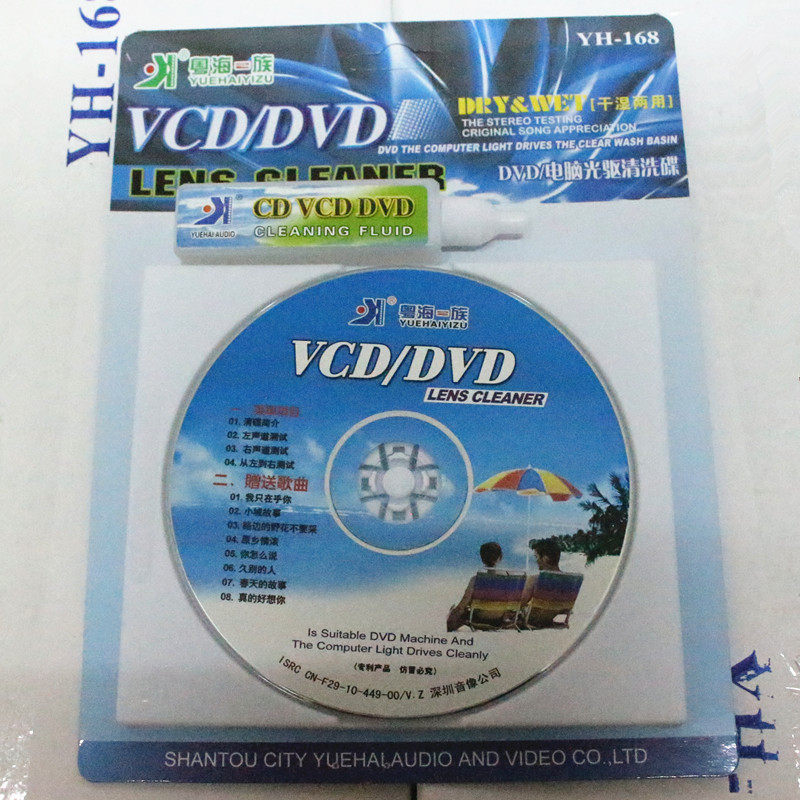 YH-168
YH-168
粤海一族
YUEHAIYIZU
VCD/DVD
DRY&WET [干湿两用]
THE STEREO TESTING
CRIGINAL SONG APPRECIATION
DVD THE COMPUTER LIGHT DRIVES THE CLEAR WASH BASIN
LENS CLEANER
DVD/电脑光驱清洗碟
YUEHAI AUDIO
CD VCD DVD
CLEANING FLUID
粤海一族
YUEHAIYIZU
VCD/DVD
LENS CLEANER
01. 清碟简介
02. 左声道测试
03. 右声道测试
04. 从左到右测试
二、赠送歌曲
01. 我只在乎你
02. 小城故事
03. 路边的野花不要采
04. 原乡情浓
05. 你怎么说
06. 久别的人
07. 春天的故事
08. 真的好想你
Is Suitable DVD Machine And
The Computer Light Drives Cleanly
(专利产品 仿冒必究)
ISRC CN-F29-10-449-00/V.Z 深圳音像公司
SHANTOU CITY YUEHAI AUDIO AND VIDEO CO.,LTD